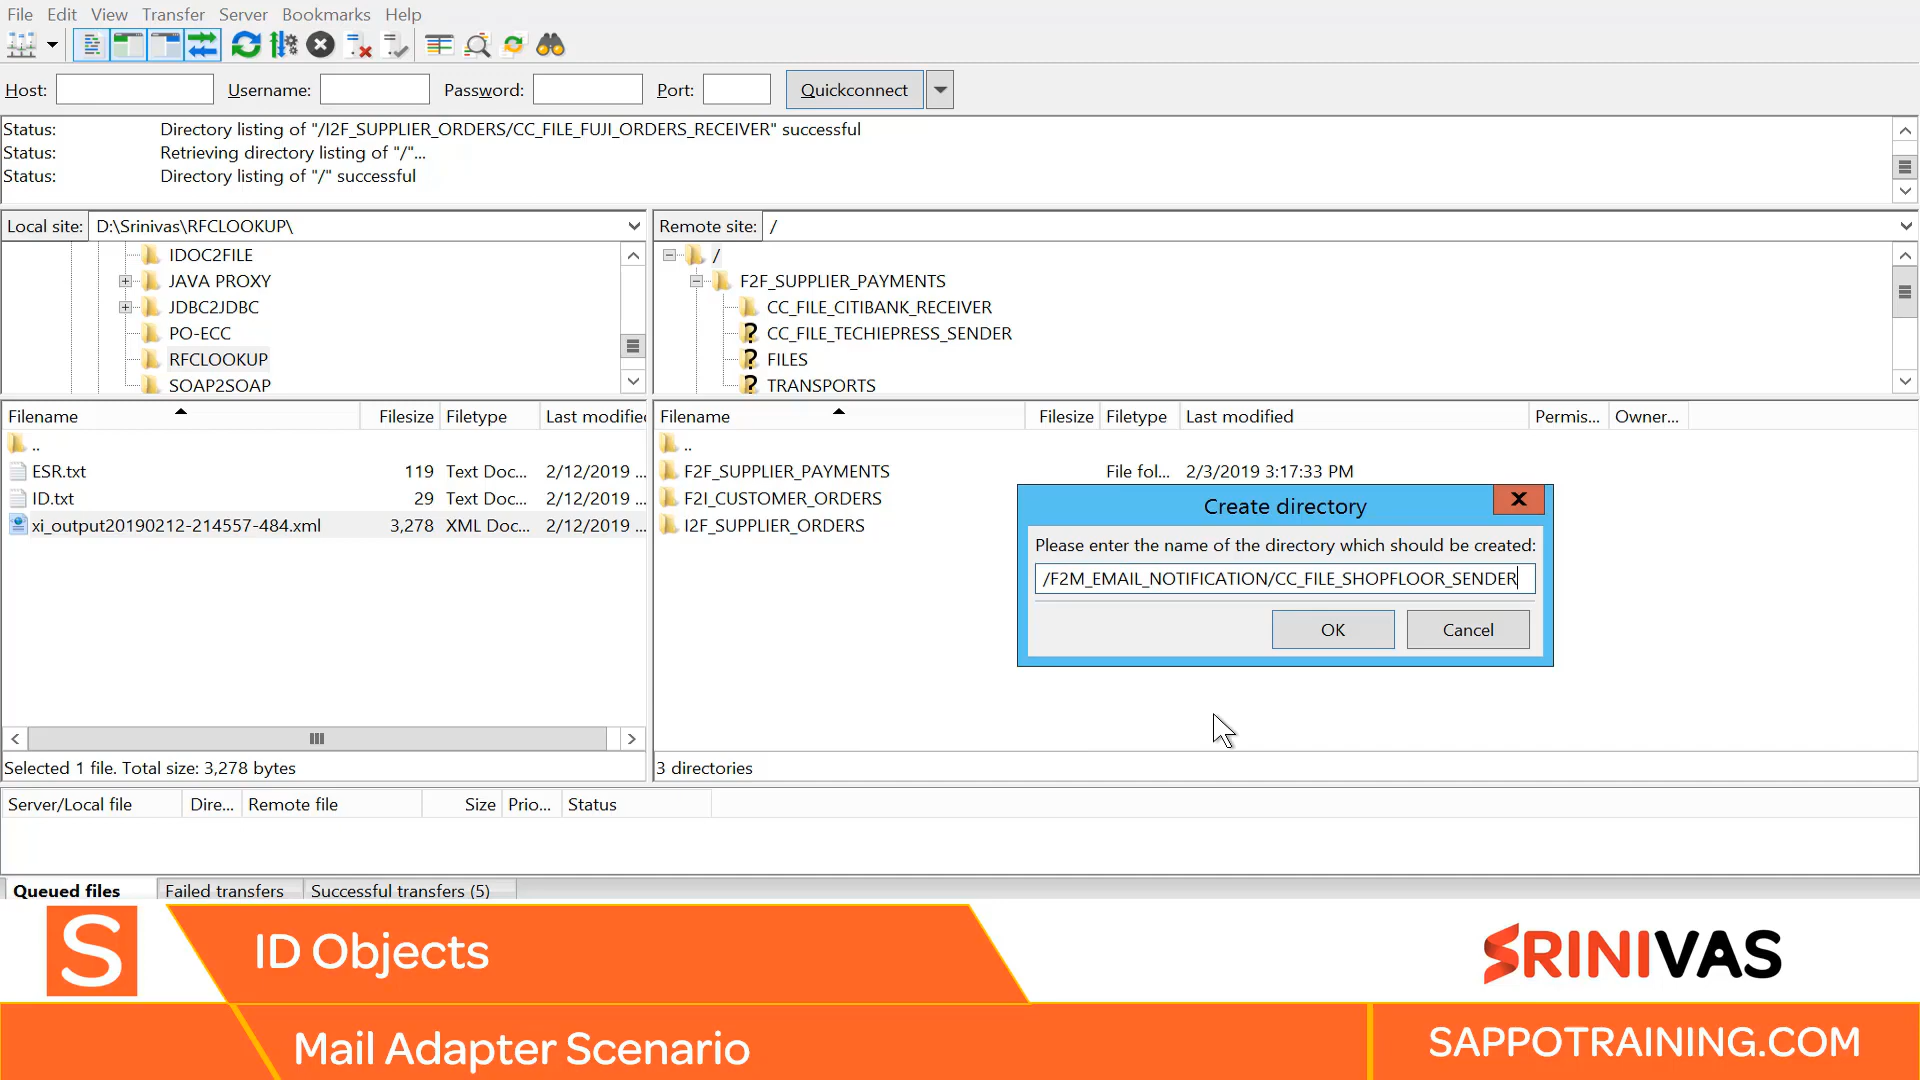 File Edit View Transfer Server Bookmarks Help
Host: Username: Password: Port: Quickconnect
Status: Directory listing of "/I2F_SUPPLIER_ORDERS/CC_FILE_FUJI_ORDERS_RECEIVER" successful
Status: Retrieving directory listing of "/"...
Status: Directory listing of "/" successful
Local site: D:\Srinivas\RFCLOOKUP\
IDOC2FILE
JAVA PROXY
JDBC2JDBC
PO-ECC
RFCLOOKUP
SOAP2SOAP
Remote site: /
/
F2F_SUPPLIER_PAYMENTS
CC_FILE_CITIBANK_RECEIVER
CC_FILE_TECHIEPRESS_SENDER
FILES
TRANSPORTS
Filename Filesize Filetype Last modified
..
ESR.txt 119 Text Doc... 2/12/2019 ...
ID.txt 29 Text Doc... 2/12/2019 ...
xi_output20190212-214557-484.xml 3,278 XML Doc... 2/12/2019 ...
Selected 1 file. Total size: 3,278 bytes
Filename Filesize Filetype Last modified Permis... Owner...
..
F2F_SUPPLIER_PAYMENTS File fol... 2/3/2019 3:17:33 PM
F2I_CUSTOMER_ORDERS
I2F_SUPPLIER_ORDERS
3 directories
Create directory
Please enter the name of the directory which should be created:
/F2M_EMAIL_NOTIFICATION/CC_FILE_SHOPFLOOR_SENDER
OK Cancel
Server/Local file Dire... Remote file Size Prio... Status
Queued files Failed transfers Successful transfers (5)
S ID Objects
SRINIVAS
Mail Adapter Scenario
SAPPOTRAINING.COM